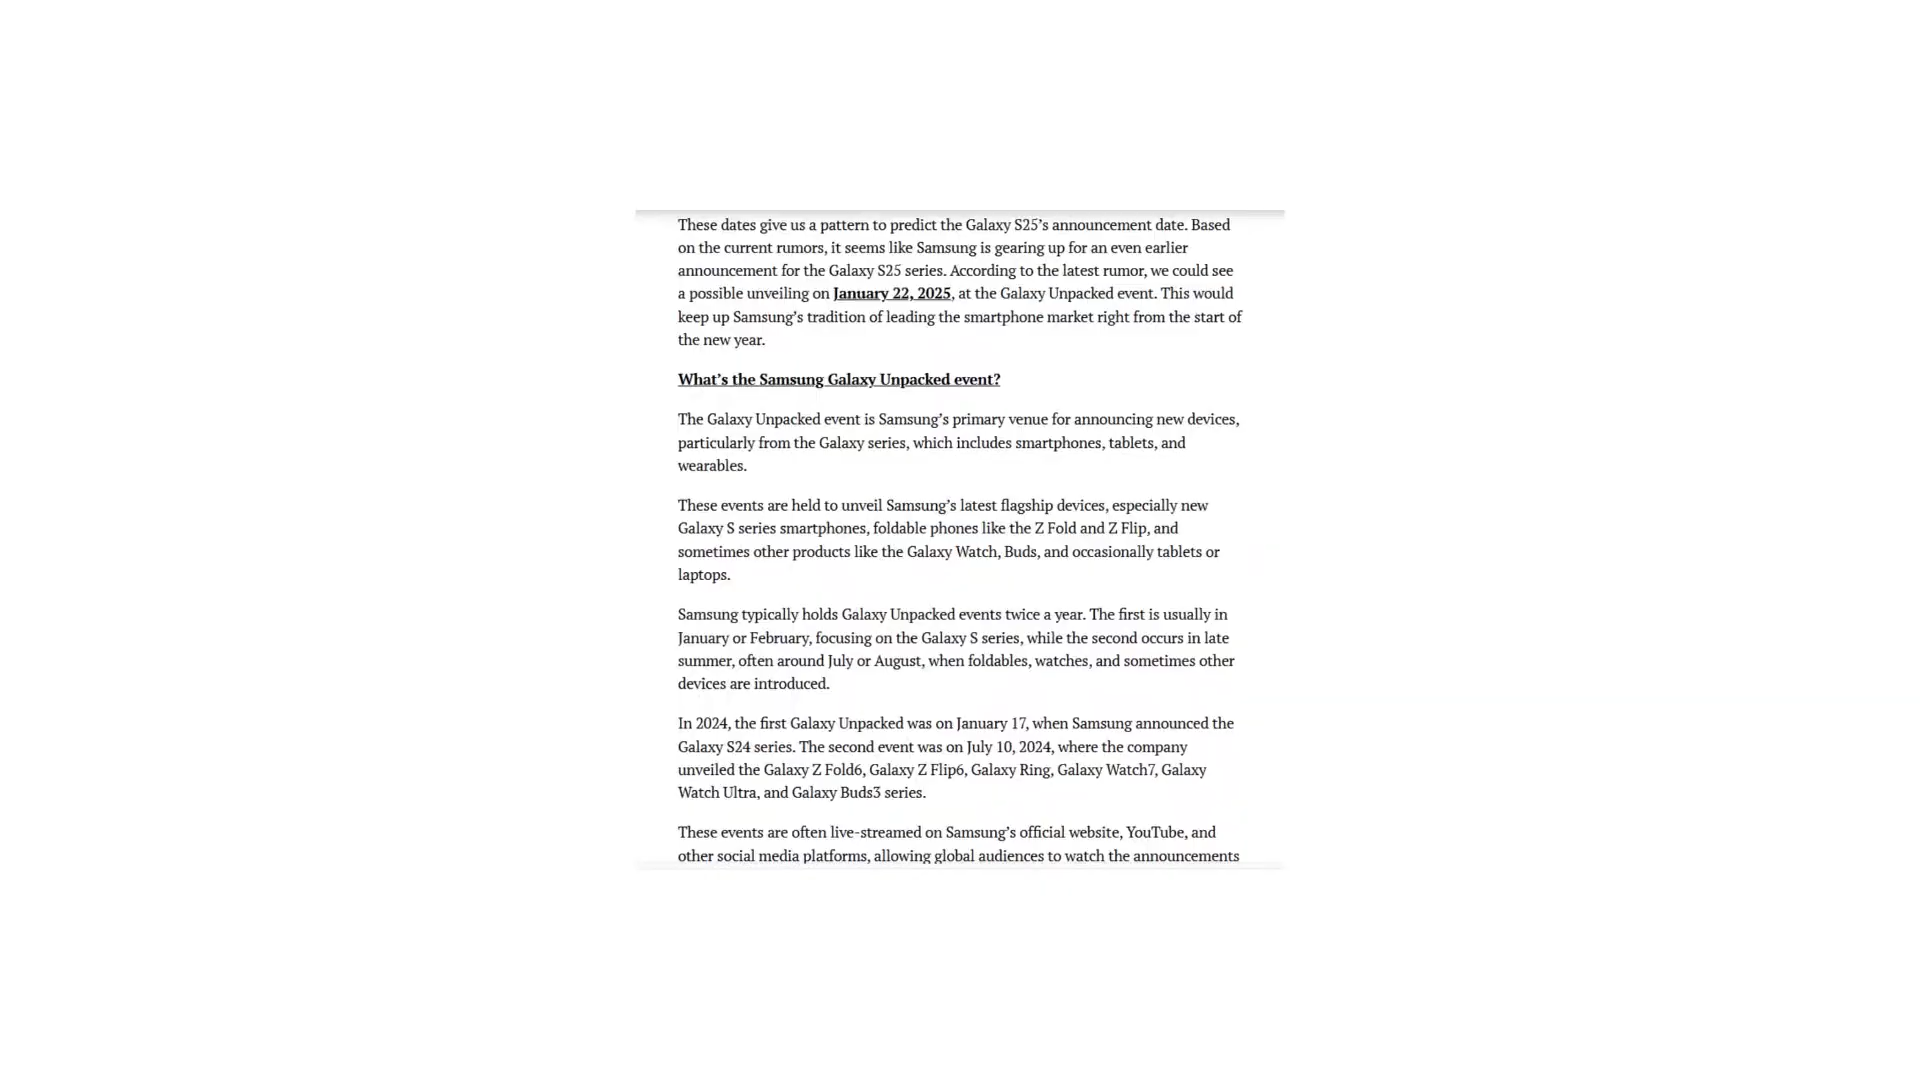 These dates give us a pattern to predict the Galaxy S25’s announcement date. Based
on the current rumors, it seems like Samsung is gearing up for an even earlier
announcement for the Galaxy S25 series. According to the latest rumor, we could see
a possible unveiling on January 22, 2025, at the Galaxy Unpacked event. This would
keep up Samsung’s tradition of leading the smartphone market right from the start of
the new year.
What’s the Samsung Galaxy Unpacked event?
The Galaxy Unpacked event is Samsung’s primary venue for announcing new devices,
particularly from the Galaxy series, which includes smartphones, tablets, and
wearables.
These events are held to unveil Samsung’s latest flagship devices, especially new
Galaxy S series smartphones, foldable phones like the Z Fold and Z Flip, and
sometimes other products like the Galaxy Watch, Buds, and occasionally tablets or
laptops.
Samsung typically holds Galaxy Unpacked events twice a year. The first is usually in
January or February, focusing on the Galaxy S series, while the second occurs in late
summer, often around July or August, when foldables, watches, and sometimes other
devices are introduced.
In 2024, the first Galaxy Unpacked was on January 17, when Samsung announced the
Galaxy S24 series. The second event was on July 10, 2024, where the company
unveiled the Galaxy Z Fold6, Galaxy Z Flip6, Galaxy Ring, Galaxy Watch7, Galaxy
Watch Ultra, and Galaxy Buds3 series.
These events are often live-streamed on Samsung’s official website, YouTube, and
other social media platforms, allowing global audiences to watch the announcements